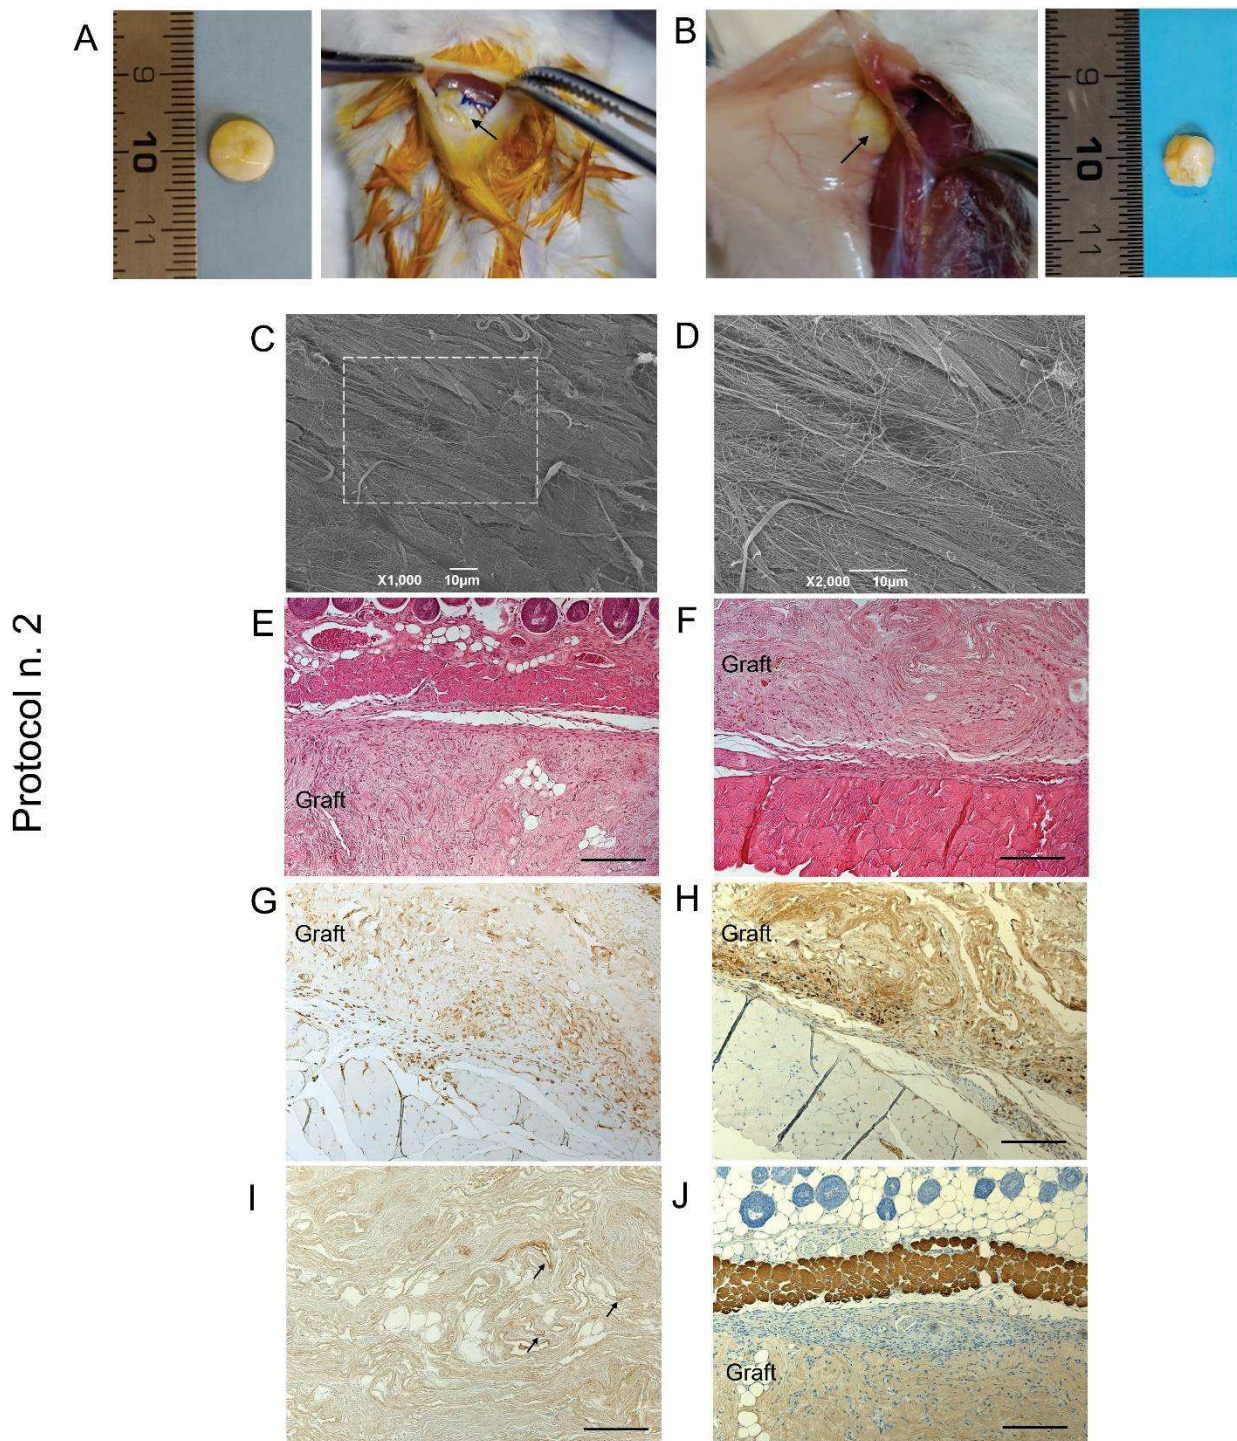 A
9
10
11
B
9
10
11
C
X1,000 10µm
D
X2,000 10µm
Protocol n. 2
E
Graft
F
Graft
G
Graft
H
Graft
I
J
Graft